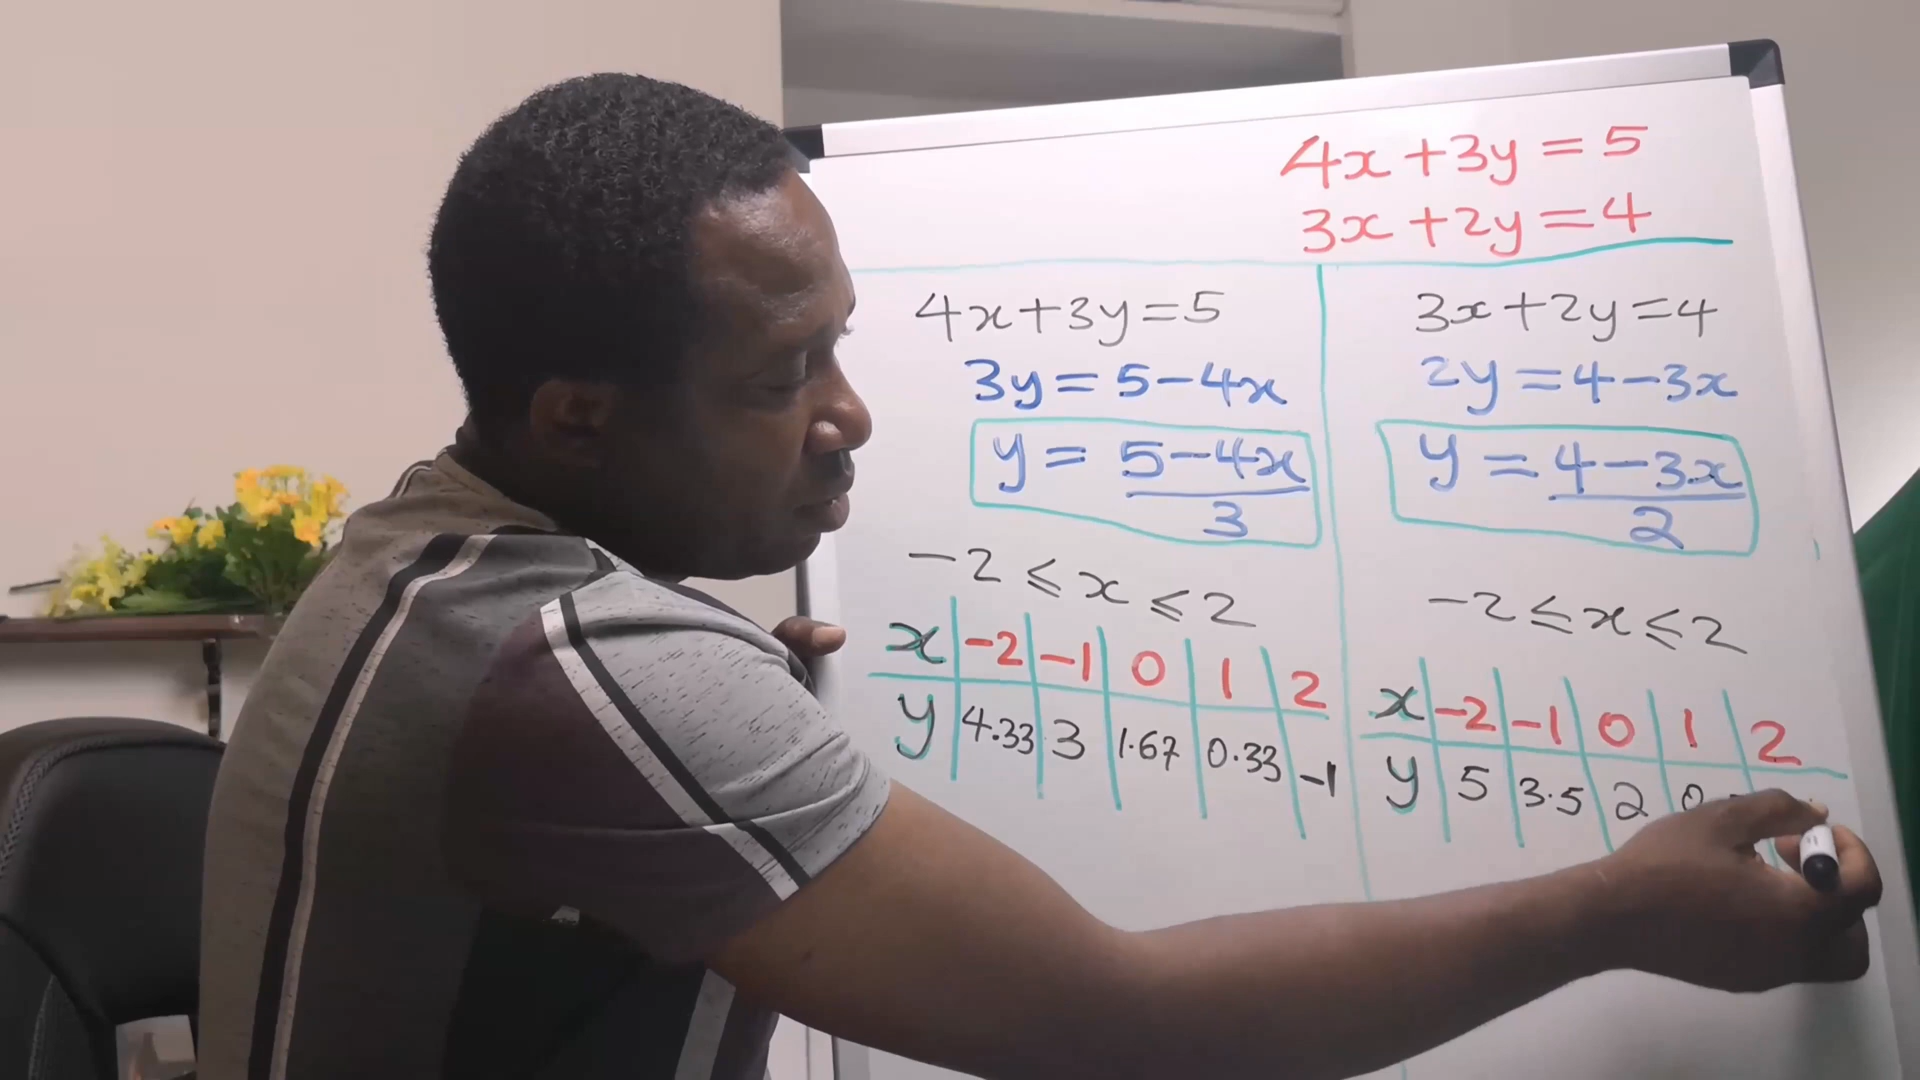 4x+3y=5
3x+2y=4
4x+3y=5
3y=5-4x
y=5-4x
3
-2≤x≤2
x -2 -1 0 1 2
y 4.33 3 1.67 0.33 -1
3x+2y=4
2y=4-3x
y=4-3x
2
-2≤x≤2
x -2 -1 0 1 2
y 5 3.5 2